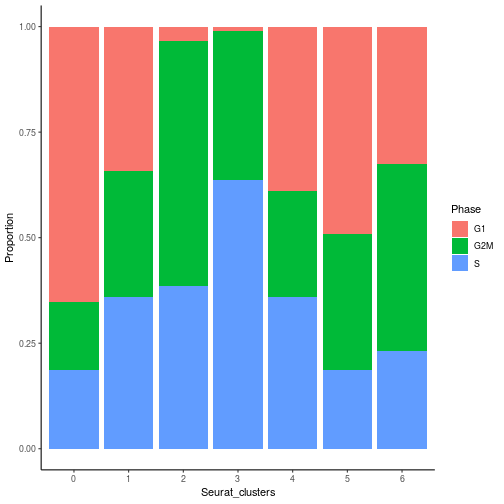 1.00
0.75
0.50
0.25
0.00
Proportion
0 1 2 3 4 5 6
Seurat_clusters
Phase
G1
G2M
S